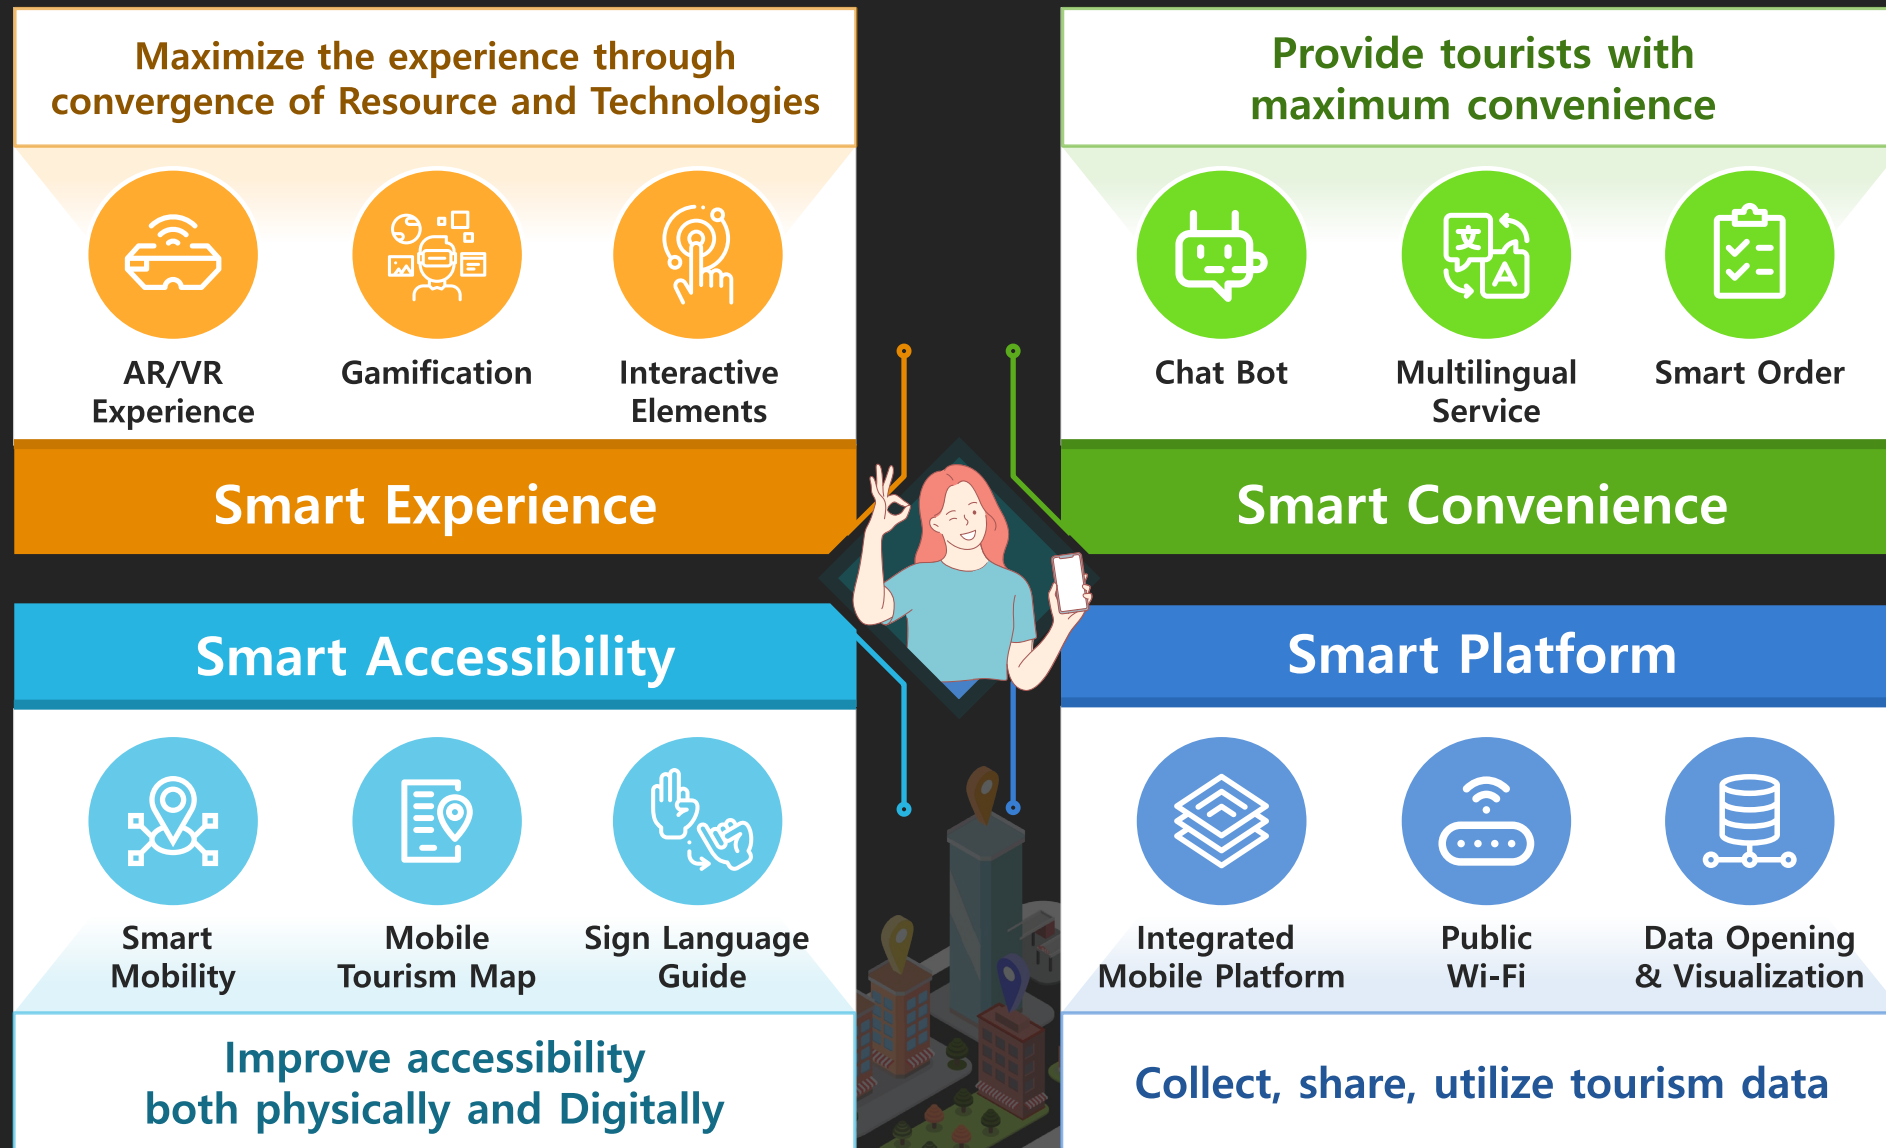 Maximize the experience through
convergence of Resource and Technologies
AR/VR
Experience
Gamification
Interactive
Elements
Smart Experience
Provide tourists with
maximum convenience
Chat Bot
Multilingual
Service
Smart Order
Smart Convenience
Smart Accessibility
Smart
Mobility
Mobile
Tourism Map
Sign Language
Guide
Improve accessibility
both physically and Digitally
Smart Platform
Integrated
Mobile Platform
Public
Wi-Fi
Data Opening
& Visualization
Collect, share, utilize tourism data